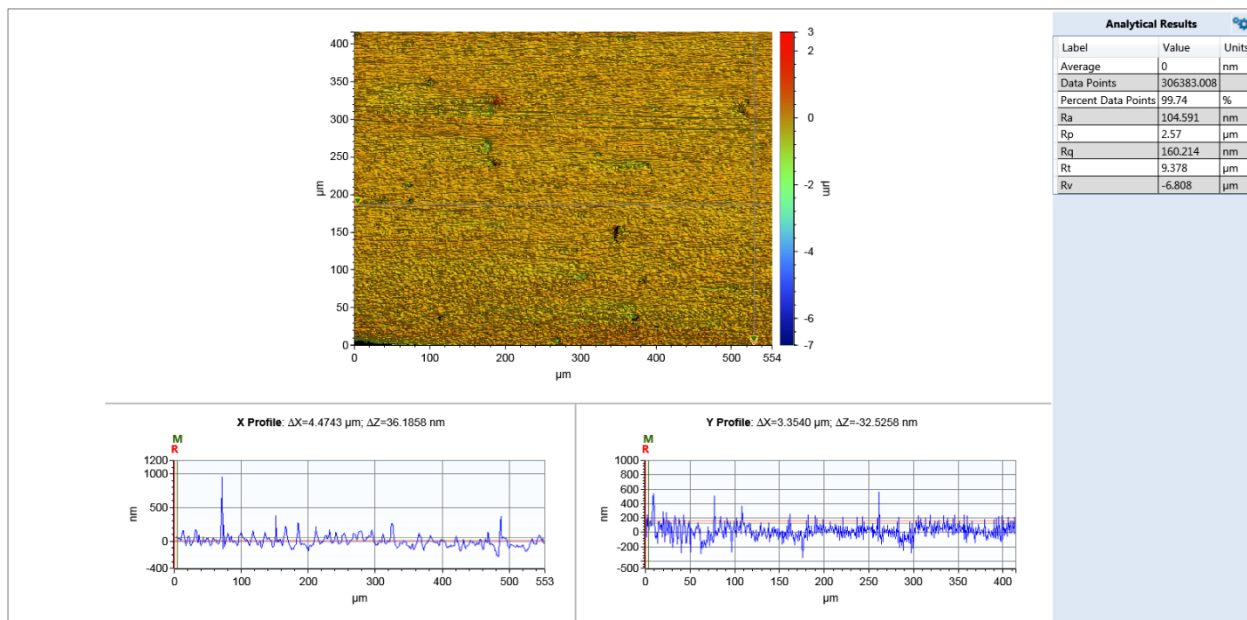 Analytical Results
Label Value Units
Average 0 nm
Data Points 306383.008
Percent Data Points 99.74 %
Ra 104.591 nm
Rp 2.57 µm
Rq 160.214 nm
Rt 9.378 µm
Rv -6.808 µm
400
350
300
250
200
150
100
50
0
µm
0 100 200 300 400 500 554
µm
3
2
0
-2
-4
-6
-7
µm
X Profile: ΔX=4.4743 µm; ΔZ=36.1858 nm
M
R
1200
1000
500
0
-400
nm
0 100 200 300 400 500 553
µm
Y Profile: ΔX=3.3540 µm; ΔZ=-32.5258 nm
M
R
1000
800
600
400
200
0
-200
-500
nm
0 50 100 150 200 250 300 350 400
µm